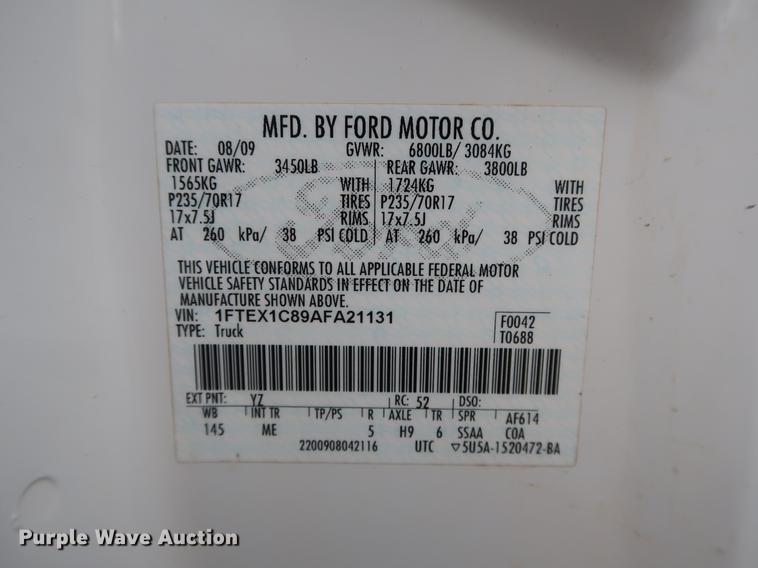 MFD. BY FORD MOTOR CO.
DATE: 08/09 GVWR: 6800LB/ 3084KG
FRONT GAWR: 3450LB REAR GAWR: 3800LB
1565KG WITH 1724KG WITH
P235/70R17 TIRES P235/70R17 TIRES
17x7.5J RIMS 17x7.5J RIMS
AT 260 kPa/ 38 PSI COLD AT 260 kPa/ 38 PSI COLD
Ford
THIS VEHICLE CONFORMS TO ALL APPLICABLE FEDERAL MOTOR
VEHICLE SAFETY STANDARDS IN EFFECT ON THE DATE OF
MANUFACTURE SHOWN ABOVE.
VIN: 1FTEX1C89AFA21131 F0042
TYPE: Truck T0688
EXT PNT: YZ RC: 52 DSO:
WB INT TR TP/PS R AXLE TR SPR AF614
145 ME 5 H9 6 SSAA COA
2200908042116 UTC ▽5U5A-1520472-BA
Purple Wave Auction